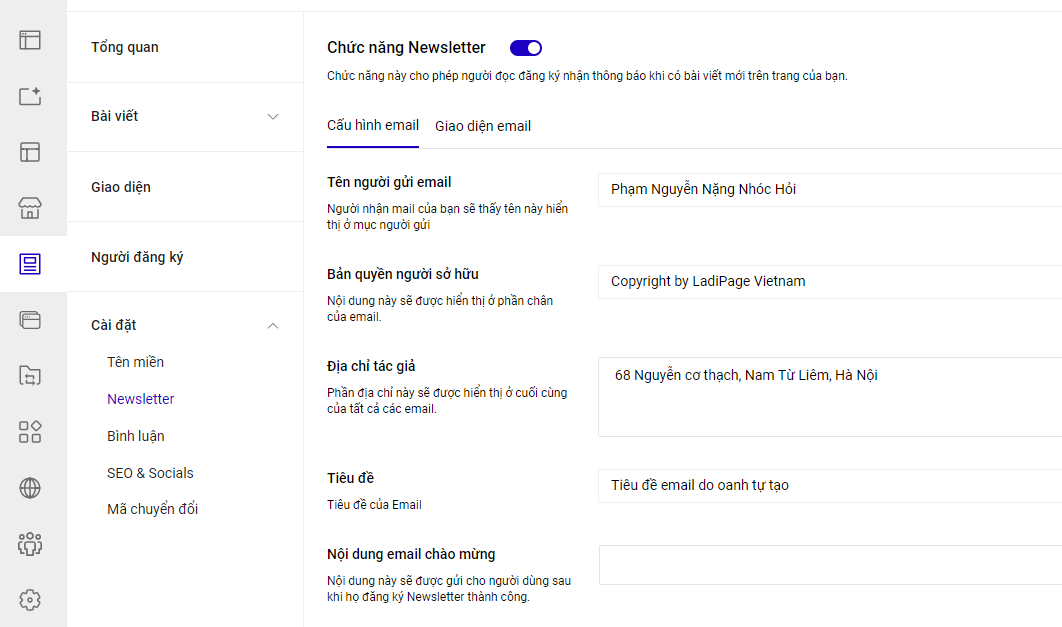 Tổng quan
Bài viết
Giao diện
Người đăng ký
Cài đặt
Tên miền
Newsletter
Bình luận
SEO & Socials
Mã chuyển đổi
Chức năng Newsletter
Chức năng này cho phép người đọc đăng ký nhận thông báo khi có bài viết mới trên trang của bạn.
Cấu hình email
Giao diện email
Tên người gửi email
Người nhận mail của bạn sẽ thấy tên này hiển
thị ở mục người gửi
Phạm Nguyễn Nặng Nhóc Hỏi
Bản quyền người sở hữu
Nội dung này sẽ được hiển thị ở phần chân
của email.
Copyright by LadiPage Vietnam
Địa chỉ tác giả
Phần địa chỉ này sẽ được hiển thị ở cuối cùng
của tất cả các email.
68 Nguyễn cơ thạch, Nam Từ Liêm, Hà Nội
Tiêu đề
Tiêu đề của Email
Tiêu đề email do oanh tự tạo
Nội dung email chào mừng
Nội dung này sẽ được gửi cho người dùng sau
khi họ đăng ký Newsletter thành công.